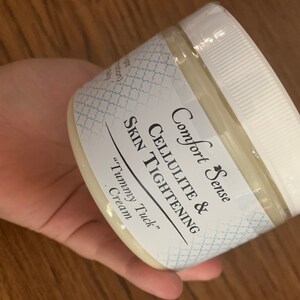 Comfort Sense
CELLULITE &
SKIN TIGHTENING
"Tummy Tuck"
Cream